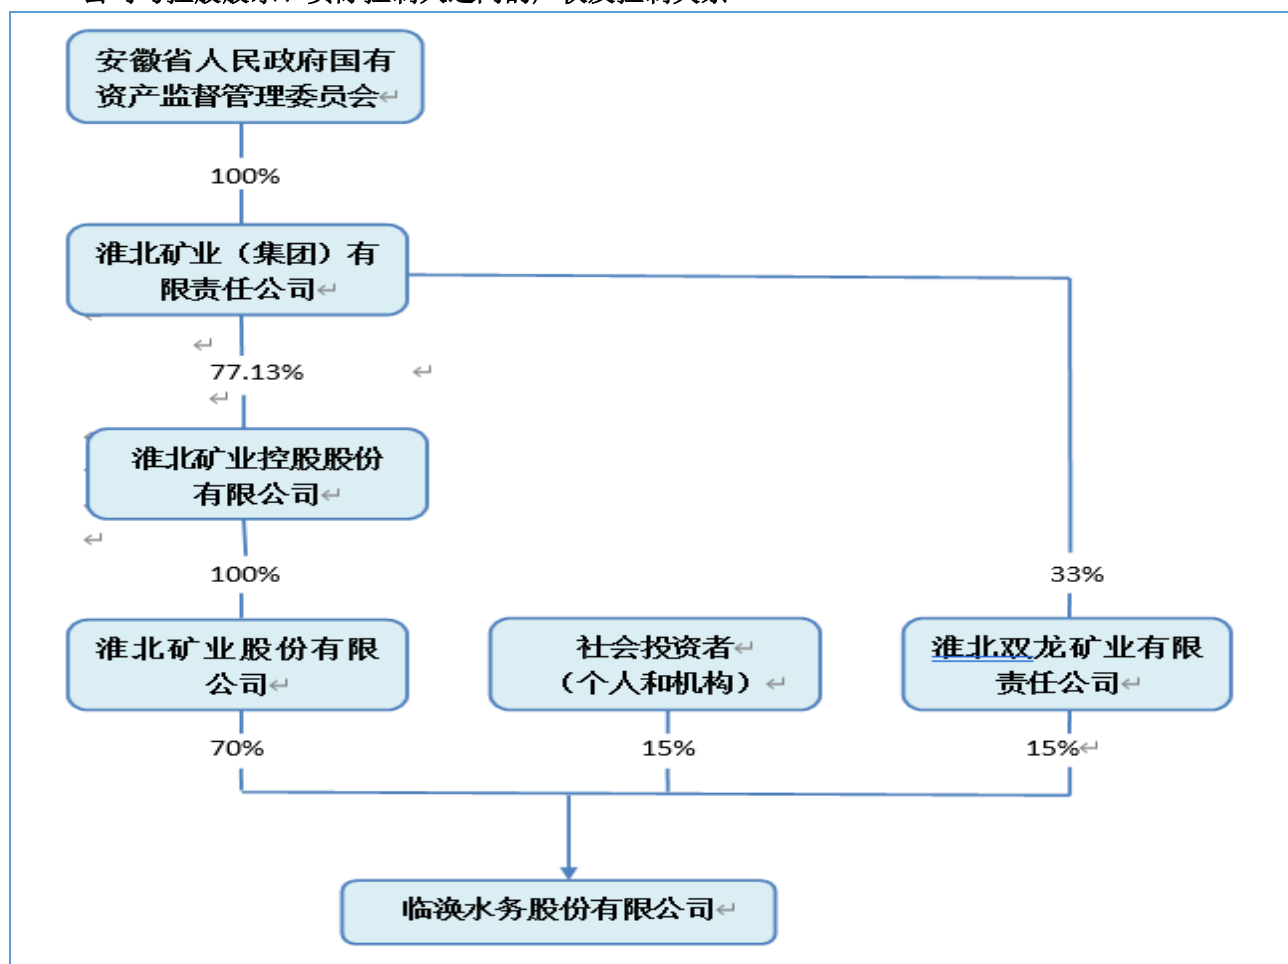 安徽省人民政府国有
资产监督管理委员会
100%
淮北矿业（集团）有
限责任公司
77.13%
淮北矿业控股股份
有限公司
100%
33%
淮北矿业股份有限
公司
社会投资者
（个人和机构）
淮北双龙矿业有限
责任公司
70%
15%
15%
临涣水务股份有限公司